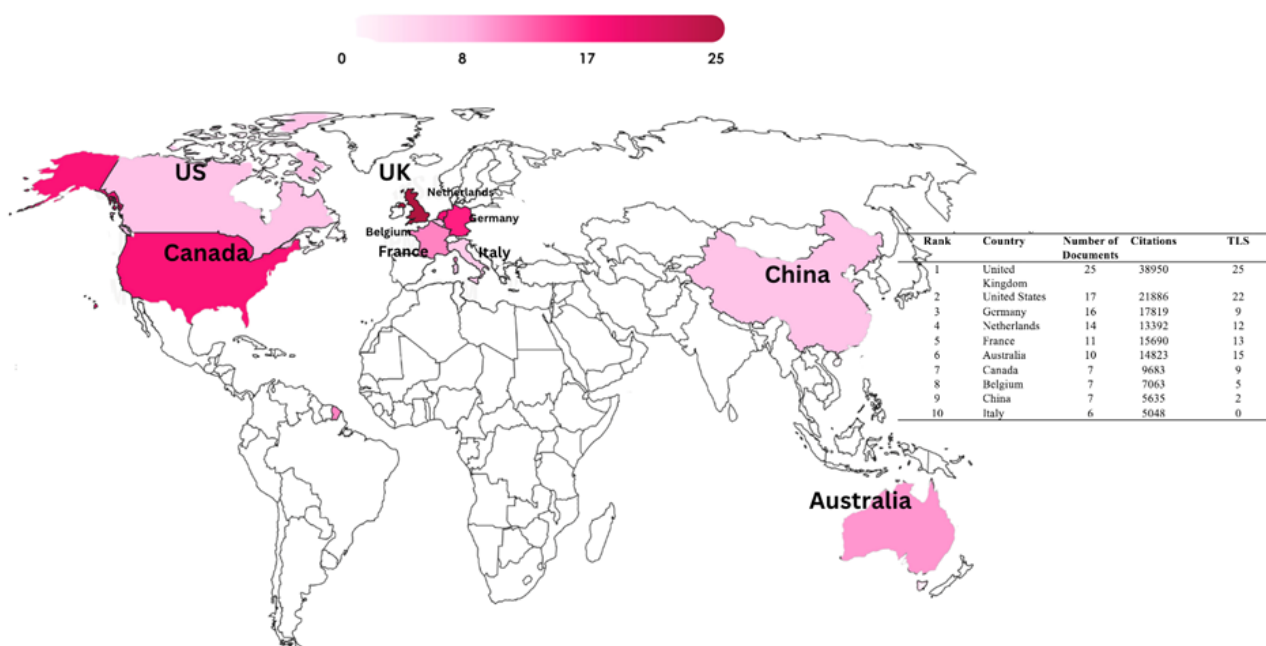 0 8 17 25
US
UK
Netherlands
Germany
Belgium
Canada
France
Italy
China
Australia
Rank Country Number of Documents Citations TLS
1 United Kingdom 25 38950 25
2 United States 17 21886 22
3 Germany 16 17819 9
4 Netherlands 14 13392 12
5 France 11 15690 13
6 Australia 10 14823 15
7 Canada 7 9683 9
8 Belgium 7 7063 5
9 China 7 5635 2
10 Italy 6 5048 0